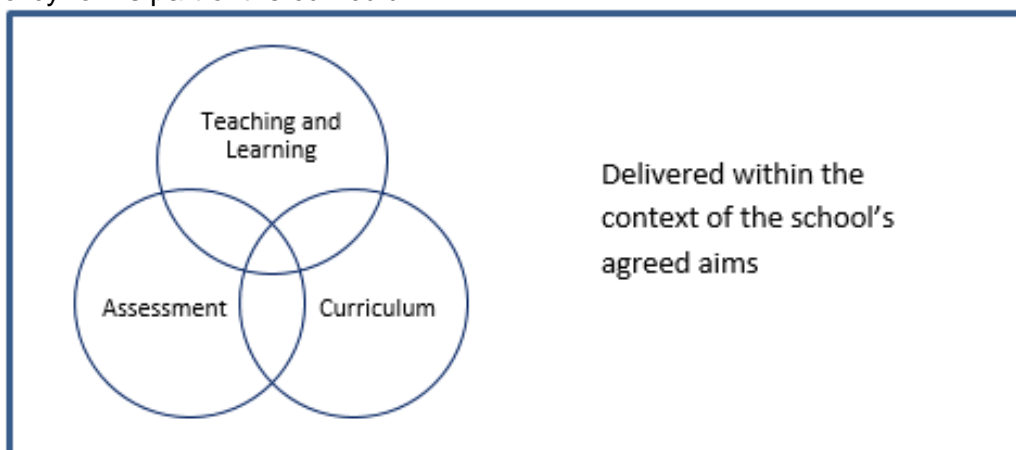 Teaching and
Learning
Assessment
Curriculum
Delivered within the
context of the school's
agreed aims